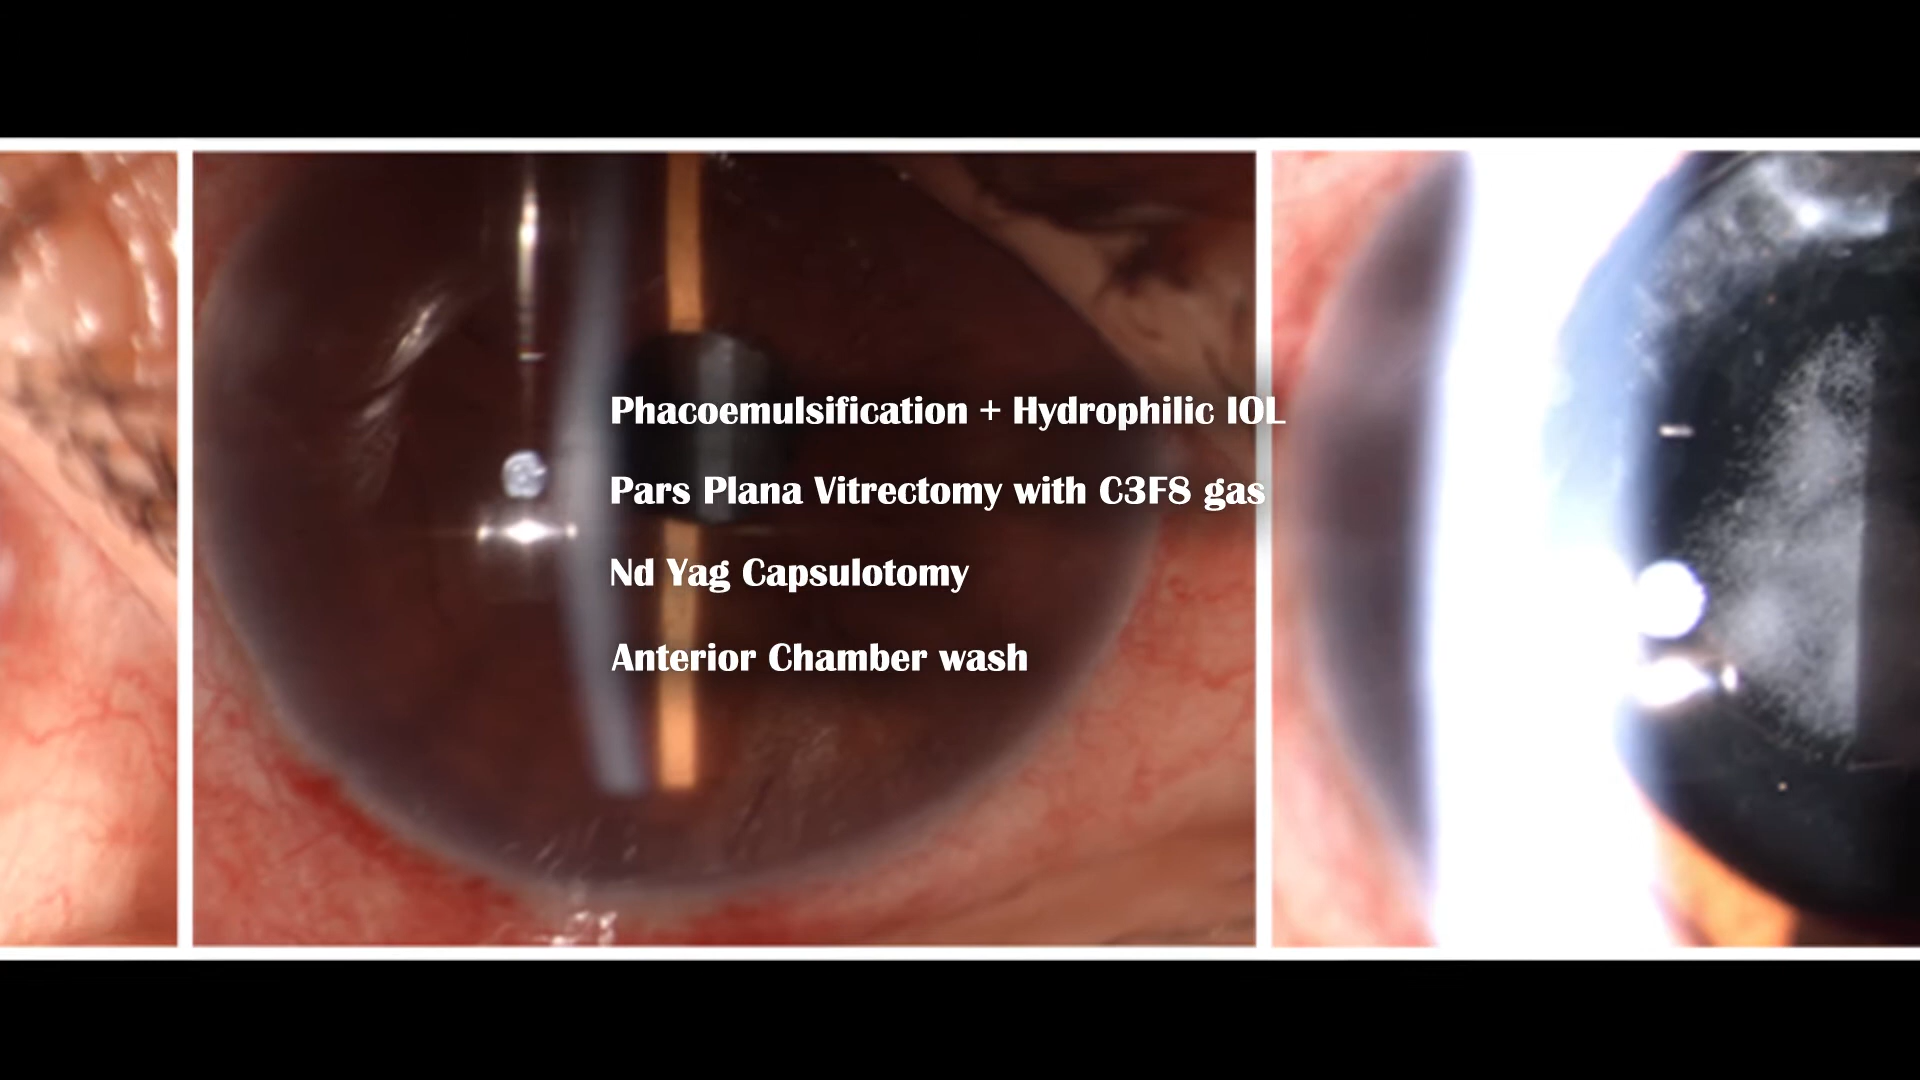 Phacoemulsification + Hydrophilic IOL
Pars Plana Vitrectomy with C3F8 gas
Nd Yag Capsulotomy
Anterior Chamber wash